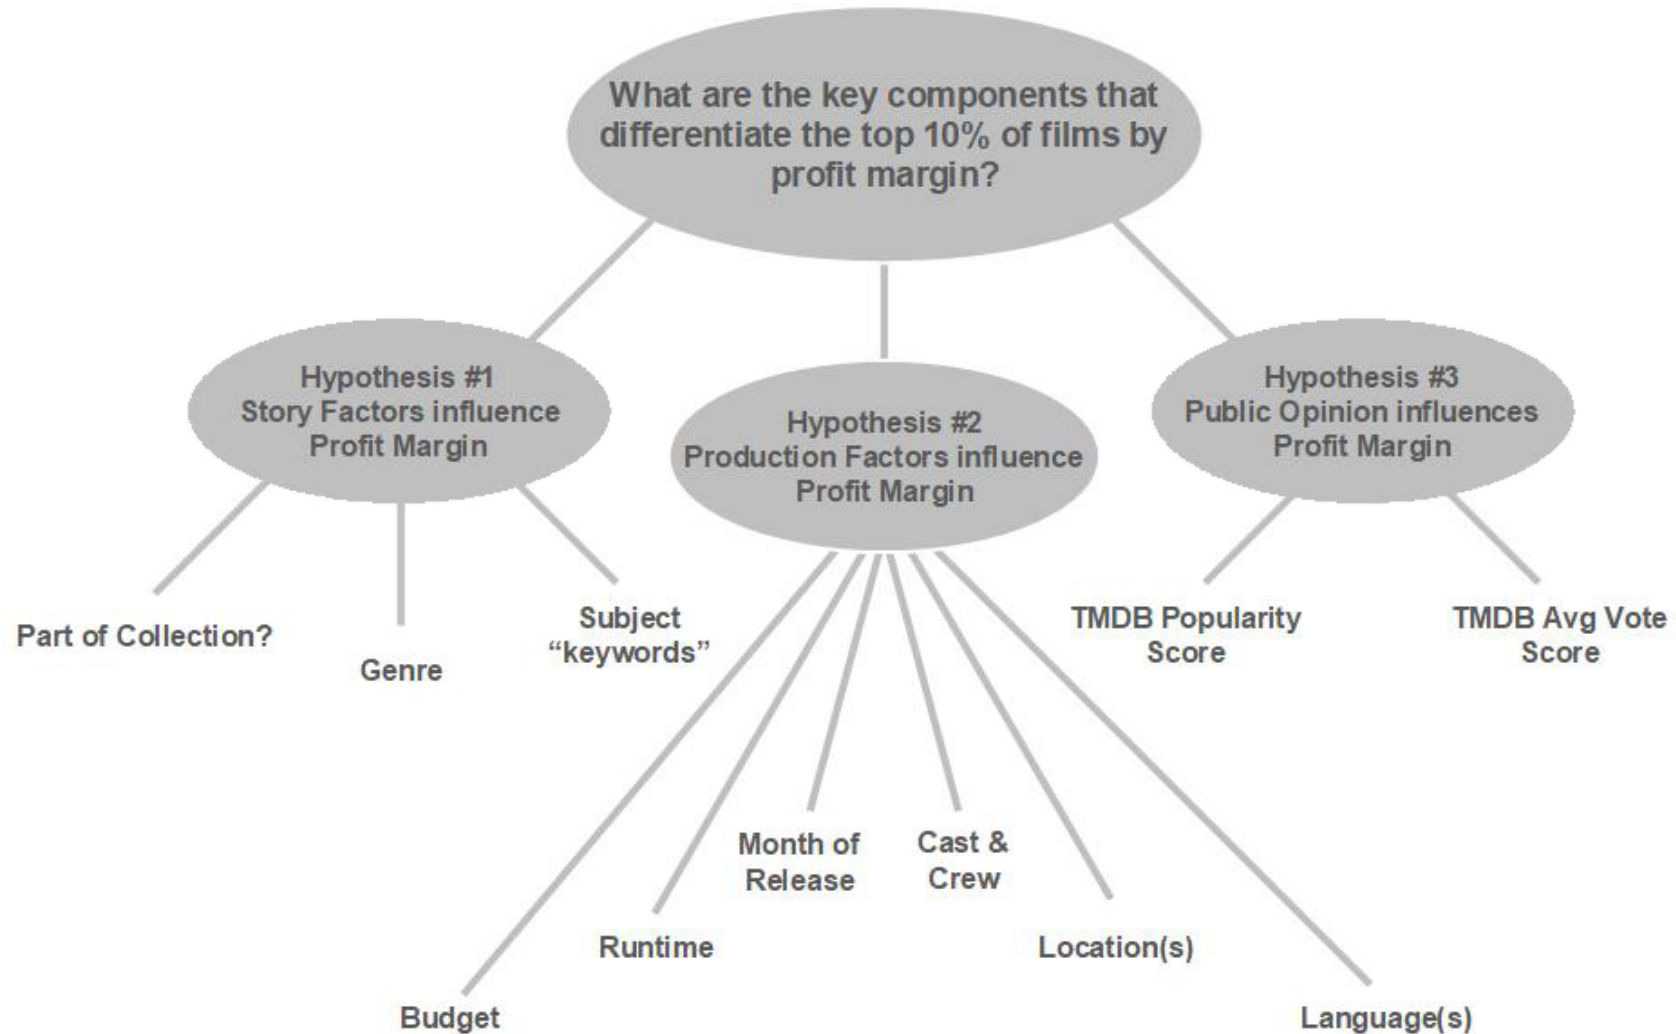 What are the key components that
differentiate the top 10% of films by
profit margin?
Hypothesis #1
Story Factors influence
Profit Margin
Hypothesis #2
Production Factors influence
Profit Margin
Hypothesis #3
Public Opinion influences
Profit Margin
Part of Collection?
Genre
Subject
“keywords”
TMDB Popularity
Score
TMDB Avg Vote
Score
Month of
Release
Cast &
Crew
Runtime
Location(s)
Budget
Language(s)